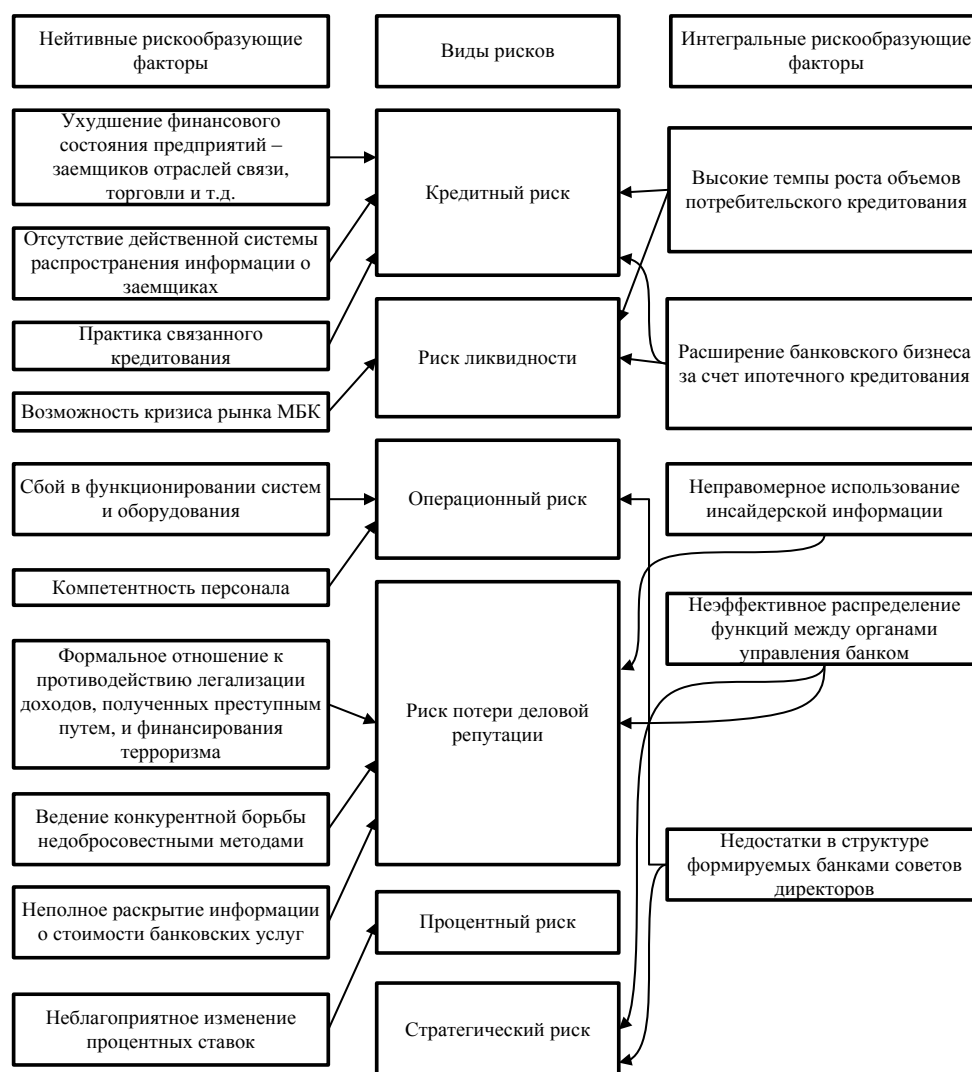 Нейтивные рискообразующие
факторы
Виды рисков
Интегральные рискообразующие
факторы
Ухудшение финансового
состояния предприятий –
заемщиков отраслей связи,
торговли и т.д.
Отсутствие действенной системы
распространения информации о
заемщиках
Практика связанного
кредитования
Возможность кризиса рынка МБК
Сбой в функционировании систем
и оборудования
Компетентность персонала
Формальное отношение к
противодействию легализации
доходов, полученных преступным
путем, и финансирования
терроризма
Ведение конкурентной борьбы
недобросовестными методами
Неполное раскрытие информации
о стоимости банковских услуг
Неблагоприятное изменение
процентных ставок
Кредитный риск
Риск ликвидности
Операционный риск
Риск потери деловой
репутации
Процентный риск
Стратегический риск
Высокие темпы роста объемов
потребительского кредитования
Расширение банковского бизнеса
за счет ипотечного кредитования
Неправомерное использование
инсайдерской информации
Неэффективное распределение
функций между органами
управления банком
Недостатки в структуре
формируемых банками советов
директоров